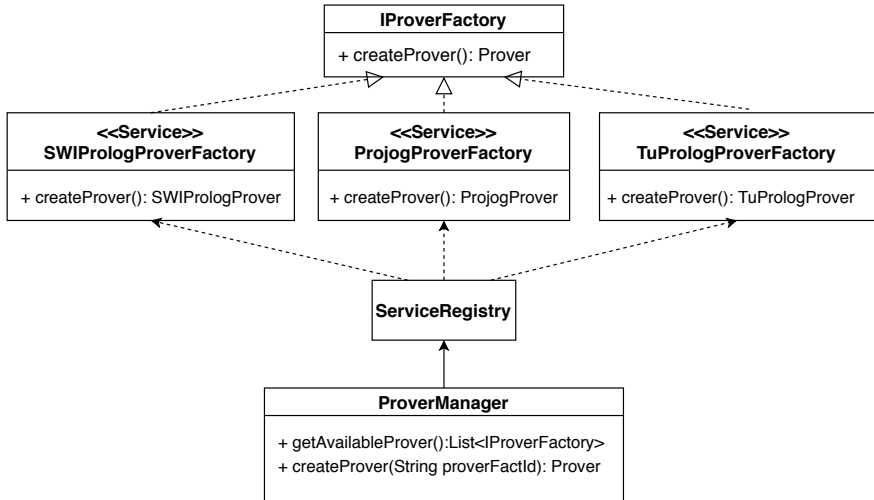 IProverFactory
+ createProver(): Prover
<<Service>>
SWIPrologProverFactory
+ createProver(): SWIPrologProver
<<Service>>
ProjogProverFactory
+ createProver(): ProjogProver
<<Service>>
TuPrologProverFactory
+ createProver(): TuPrologProver
ServiceRegistry
ProverManager
+ getAvailableProver():List<IProverFactory>
+ createProver(String proverFactId): Prover